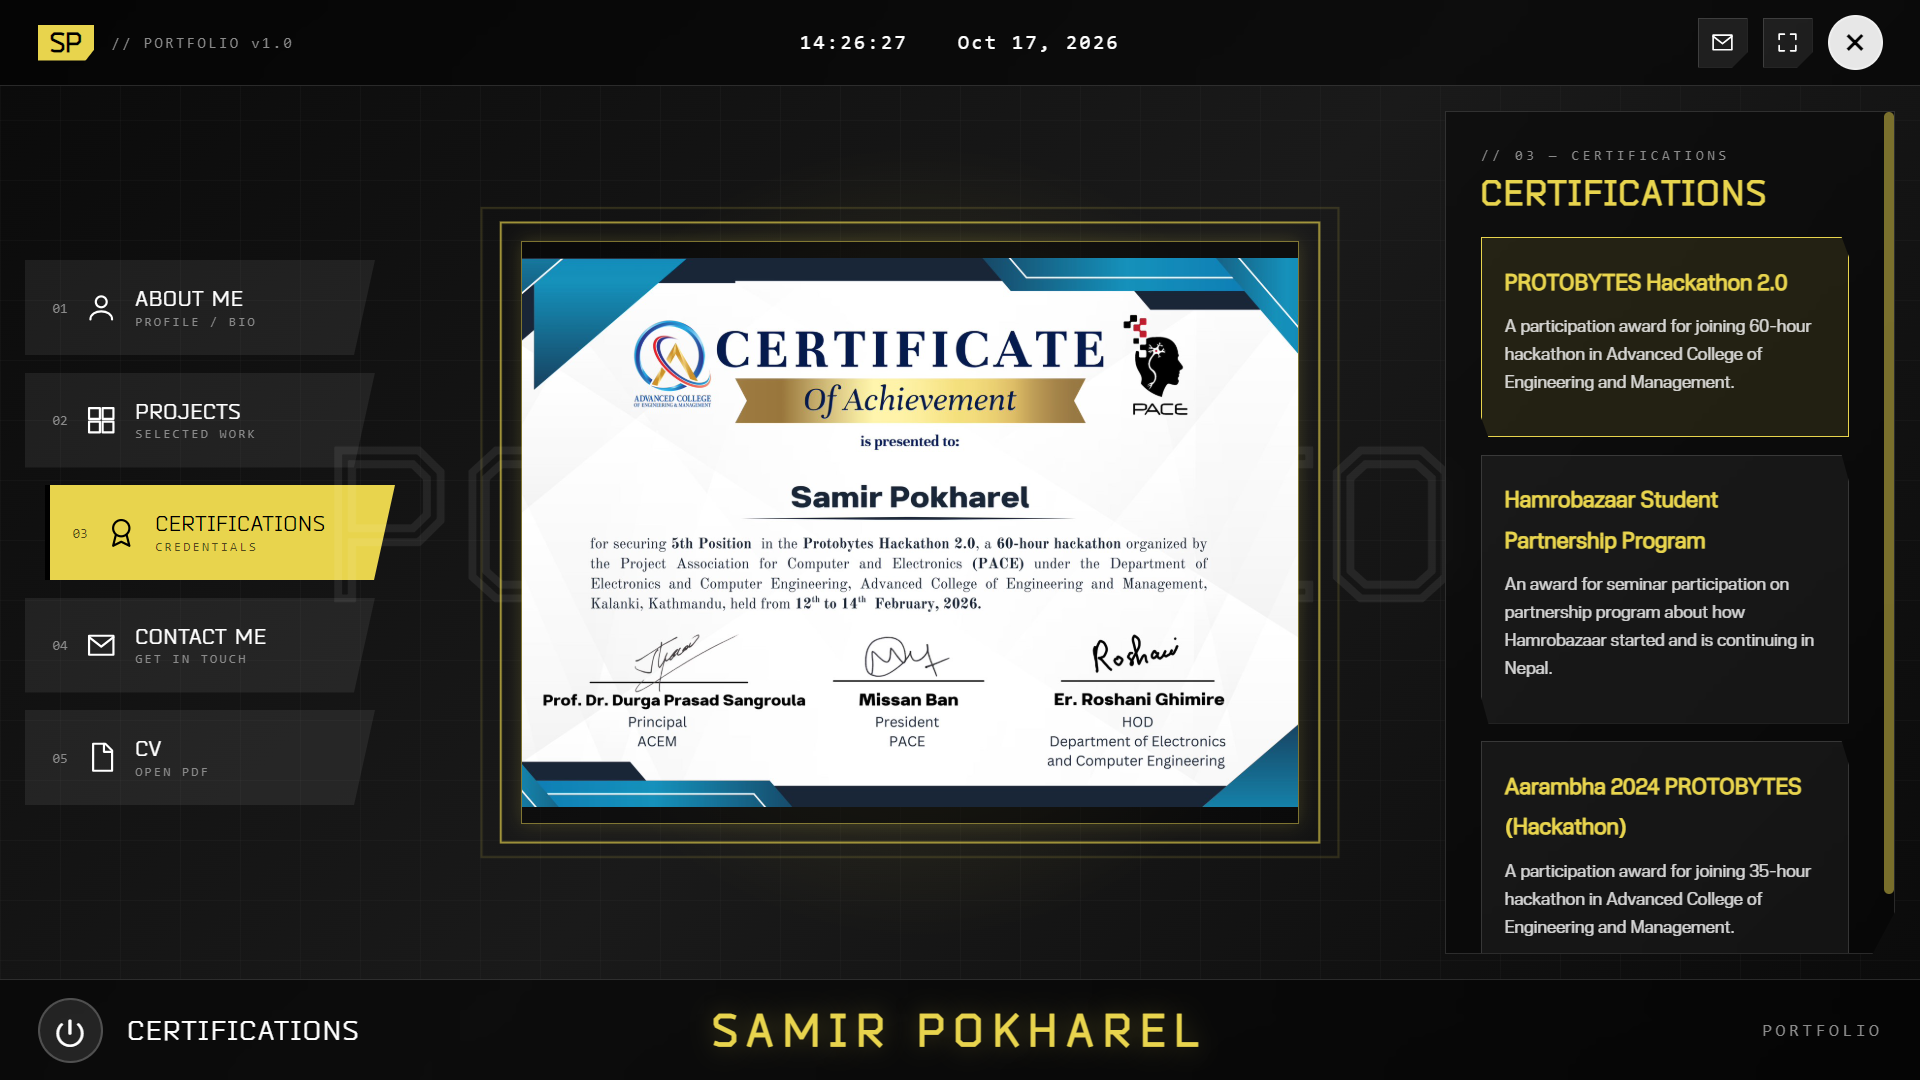 SP
// PORTFOLIO v1.0
14:26:27 Oct 17, 2026
01
ABOUT ME
PROFILE / BIO
02
PROJECTS
SELECTED WORK
03
CERTIFICATIONS
CREDENTIALS
04
CONTACT ME
GET IN TOUCH
05
CV
OPEN PDF
ADVANCED COLLEGE
OF ENGINEERING & MANAGEMENT
CERTIFICATE
Of Achievement
PACE
is presented to:
Samir Pokharel
for securing 5th Position in the Protobytes Hackathon 2.0, a 60-hour hackathon organized by
the Project Association for Computer and Electronics (PACE) under the Department of
Electronics and Computer Engineering, Advanced College of Engineering and Management,
Kalanki, Kathmandu, held from 12th to 14th February, 2026.
Roshani
Prof. Dr. Durga Prasad Sangroula
Principal
ACEM
Missan Ban
President
PACE
Er. Roshani Ghimire
HOD
Department of Electronics
and Computer Engineering
// 03 — CERTIFICATIONS
CERTIFICATIONS
PROTOBYTES Hackathon 2.0
A participation award for joining 60-hour
hackathon in Advanced College of
Engineering and Management.
Hamrobazaar Student
Partnership Program
An award for seminar participation on
partnership program about how
Hamrobazaar started and is continuing in
Nepal.
Aarambha 2024 PROTOBYTES
(Hackathon)
A participation award for joining 35-hour
hackathon in Advanced College of
Engineering and Management.
CERTIFICATIONS
SAMIR POKHAREL
PORTFOLIO